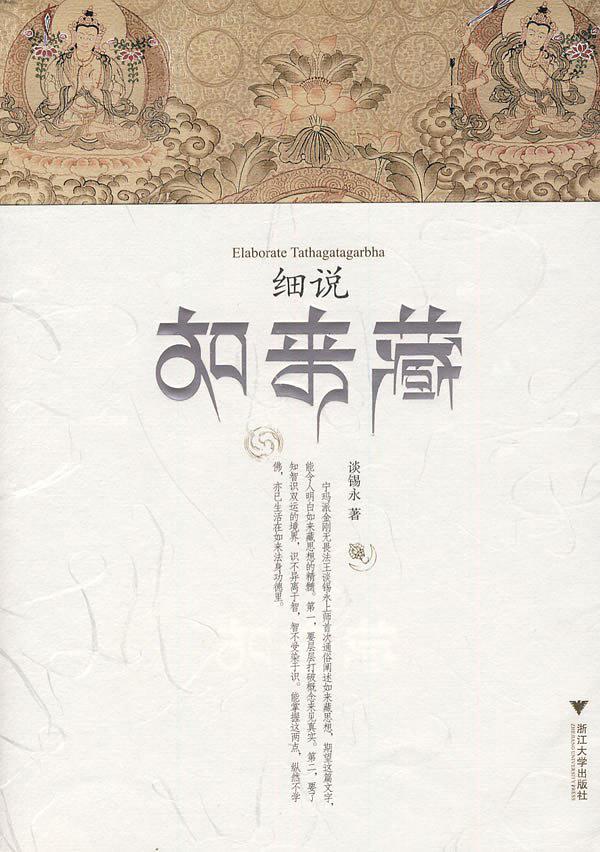 Elaborate Tathagatagarbha
细说
如来藏
谈锡永 著
宁玛派金刚无畏法王谈锡永上师首次通俗阐述如来藏思想，期望这篇文字，
能令人明白如来藏思想的精髓。第一，要层层打破概念来见真实。第二，要了
知智识双运的境界，识不异离于智，智不受染于识。能掌握这两点，纵然不学
佛，亦已生活在如来法身功德里。
浙江大学出版社
ZHEJIANG UNIVERSITY PRESS